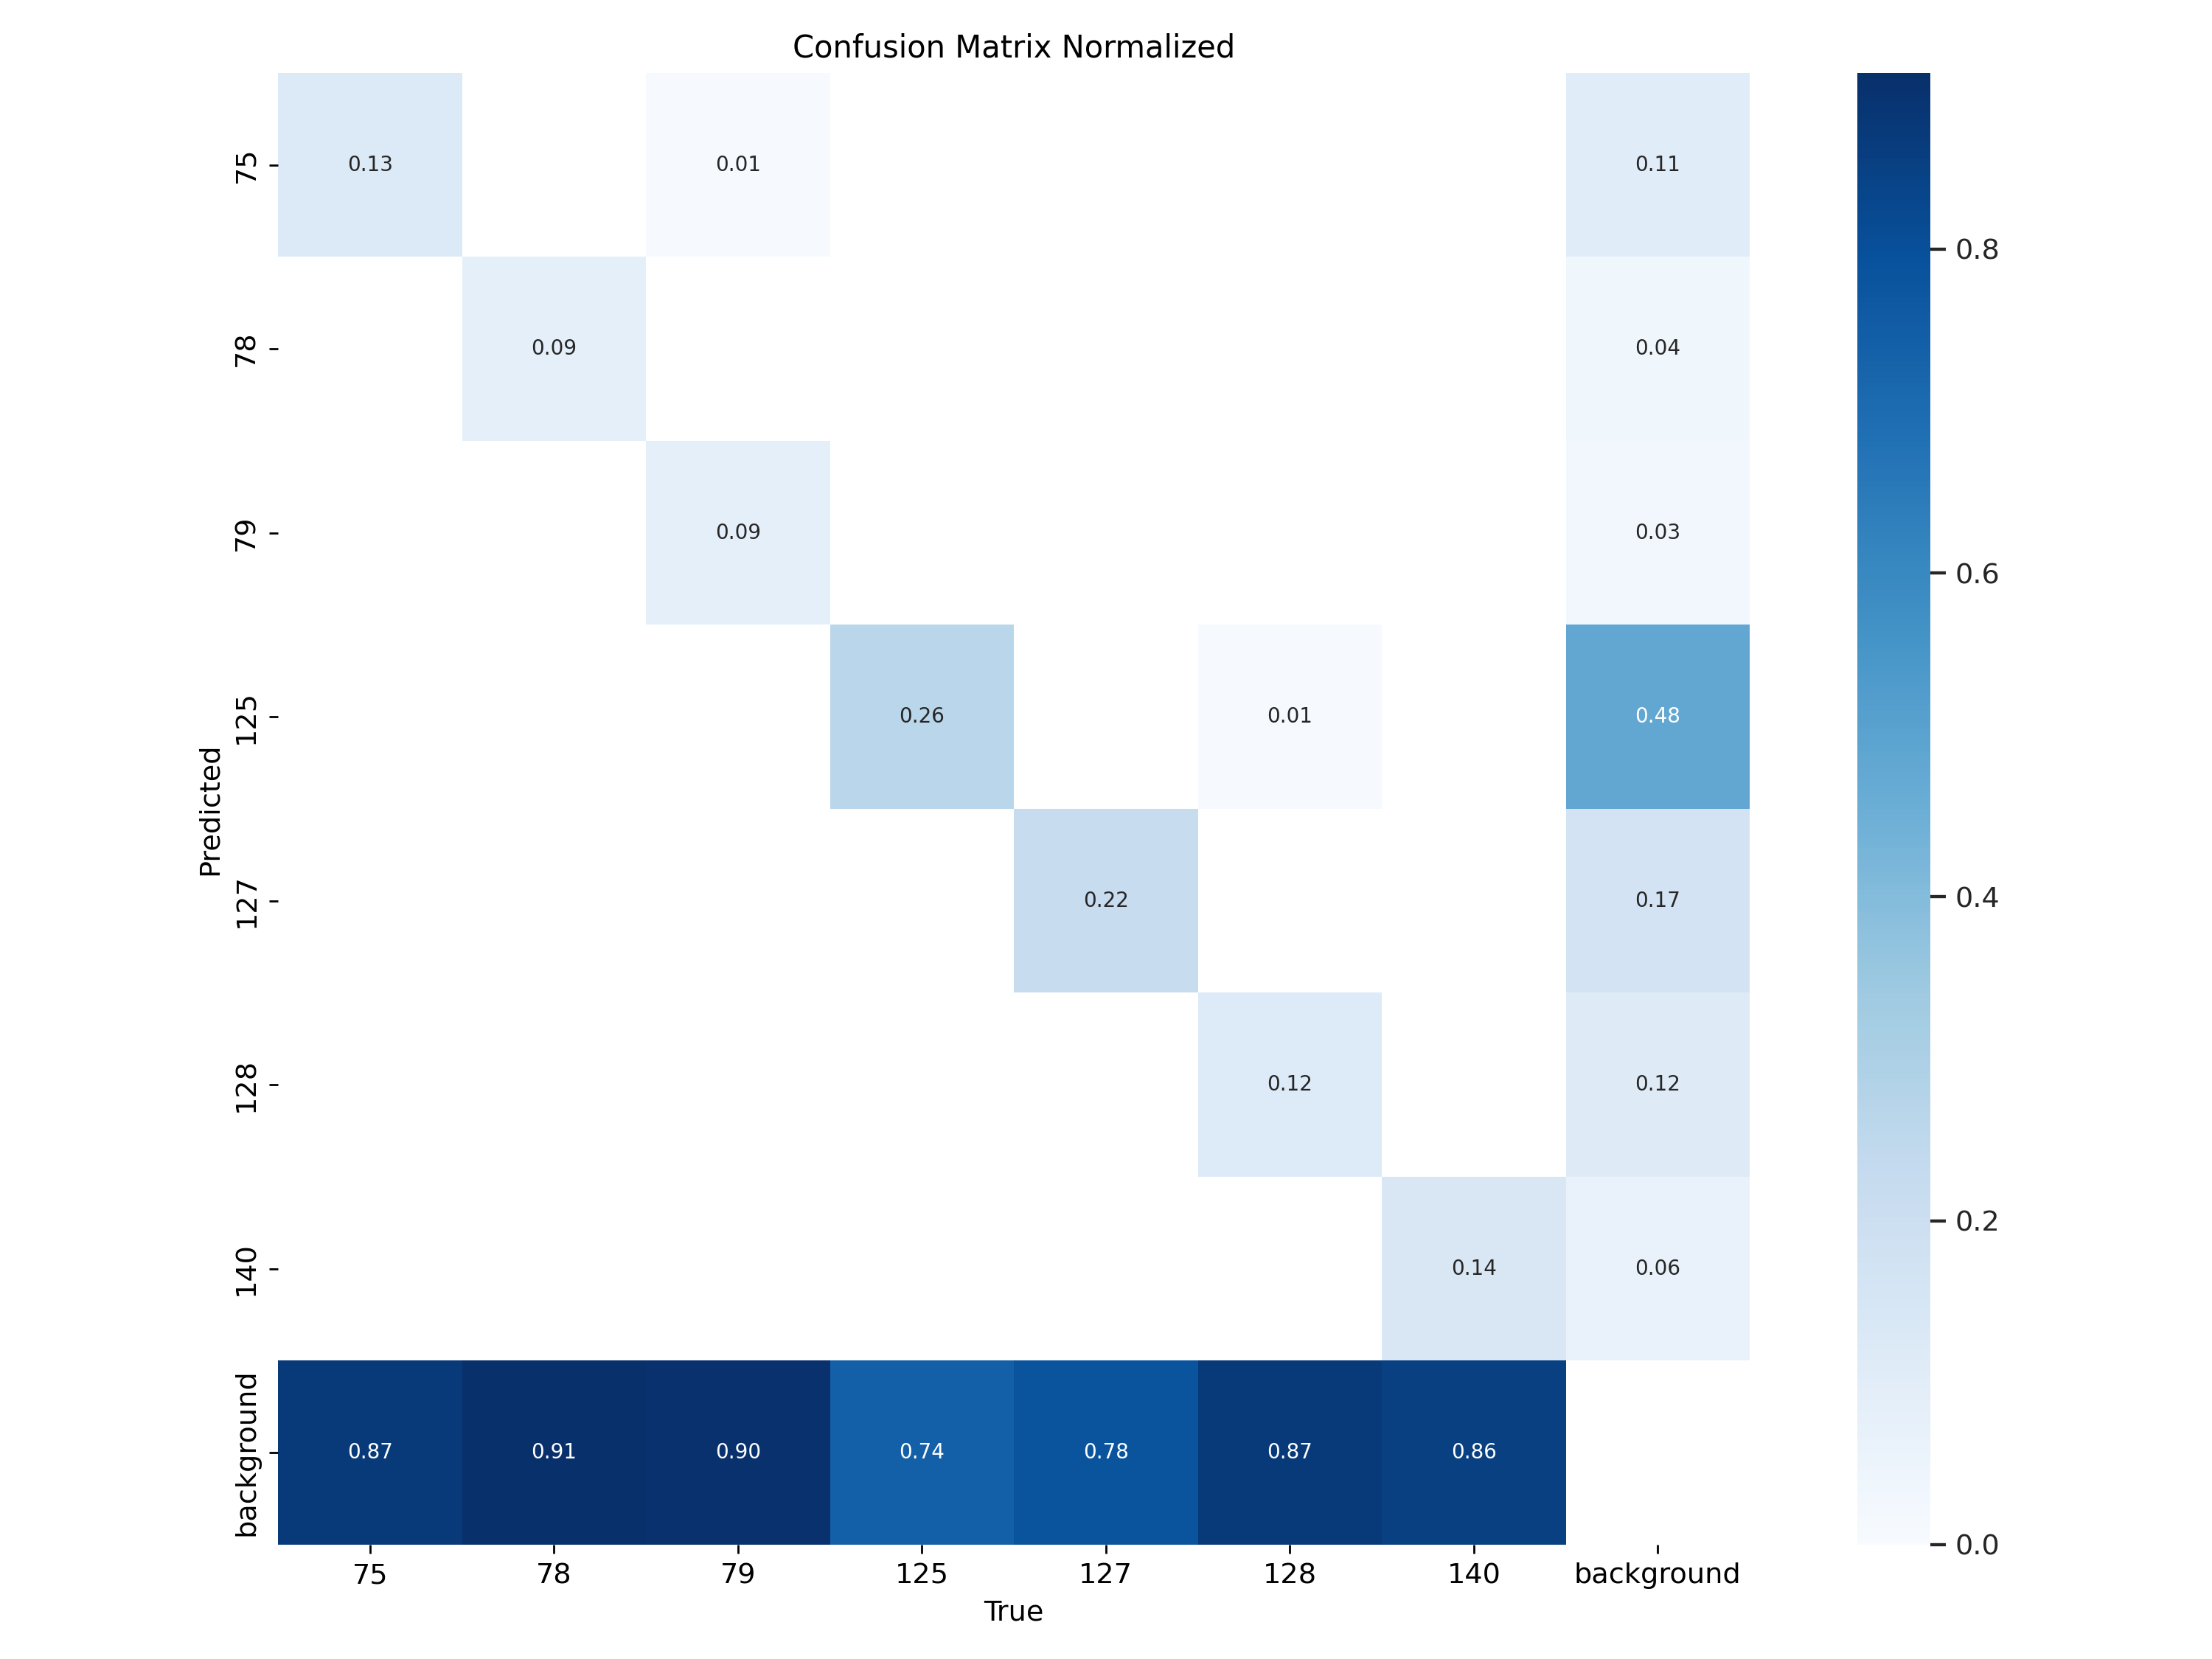 Confusion Matrix Normalized
75 0.13 0.01 0.11
78 0.09 0.04
79 0.09 0.03
125 0.26 0.01 0.48
127 0.22 0.17
128 0.12 0.12
140 0.14 0.06
background 0.87 0.91 0.90 0.74 0.78 0.87 0.86
75 78 79 125 127 128 140 background
True
Predicted
0.8
0.6
0.4
0.2
0.0